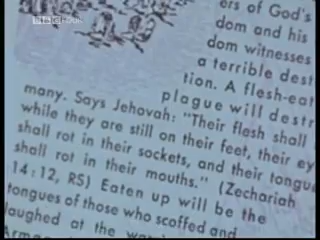 BBC FOUR
ers of God's
dom and his
dom witnesses
a terrible dest
tion. A flesh-eat
plague will destr
many. Says Jehovah: "Their flesh shall
while they are still on their feet, their ey
shall rot in their sockets, and their tongue
shall rot in their mouths." (Zechariah
14:12, RS) Eaten up will be the
tongues of those who scoffed and
laughed at the